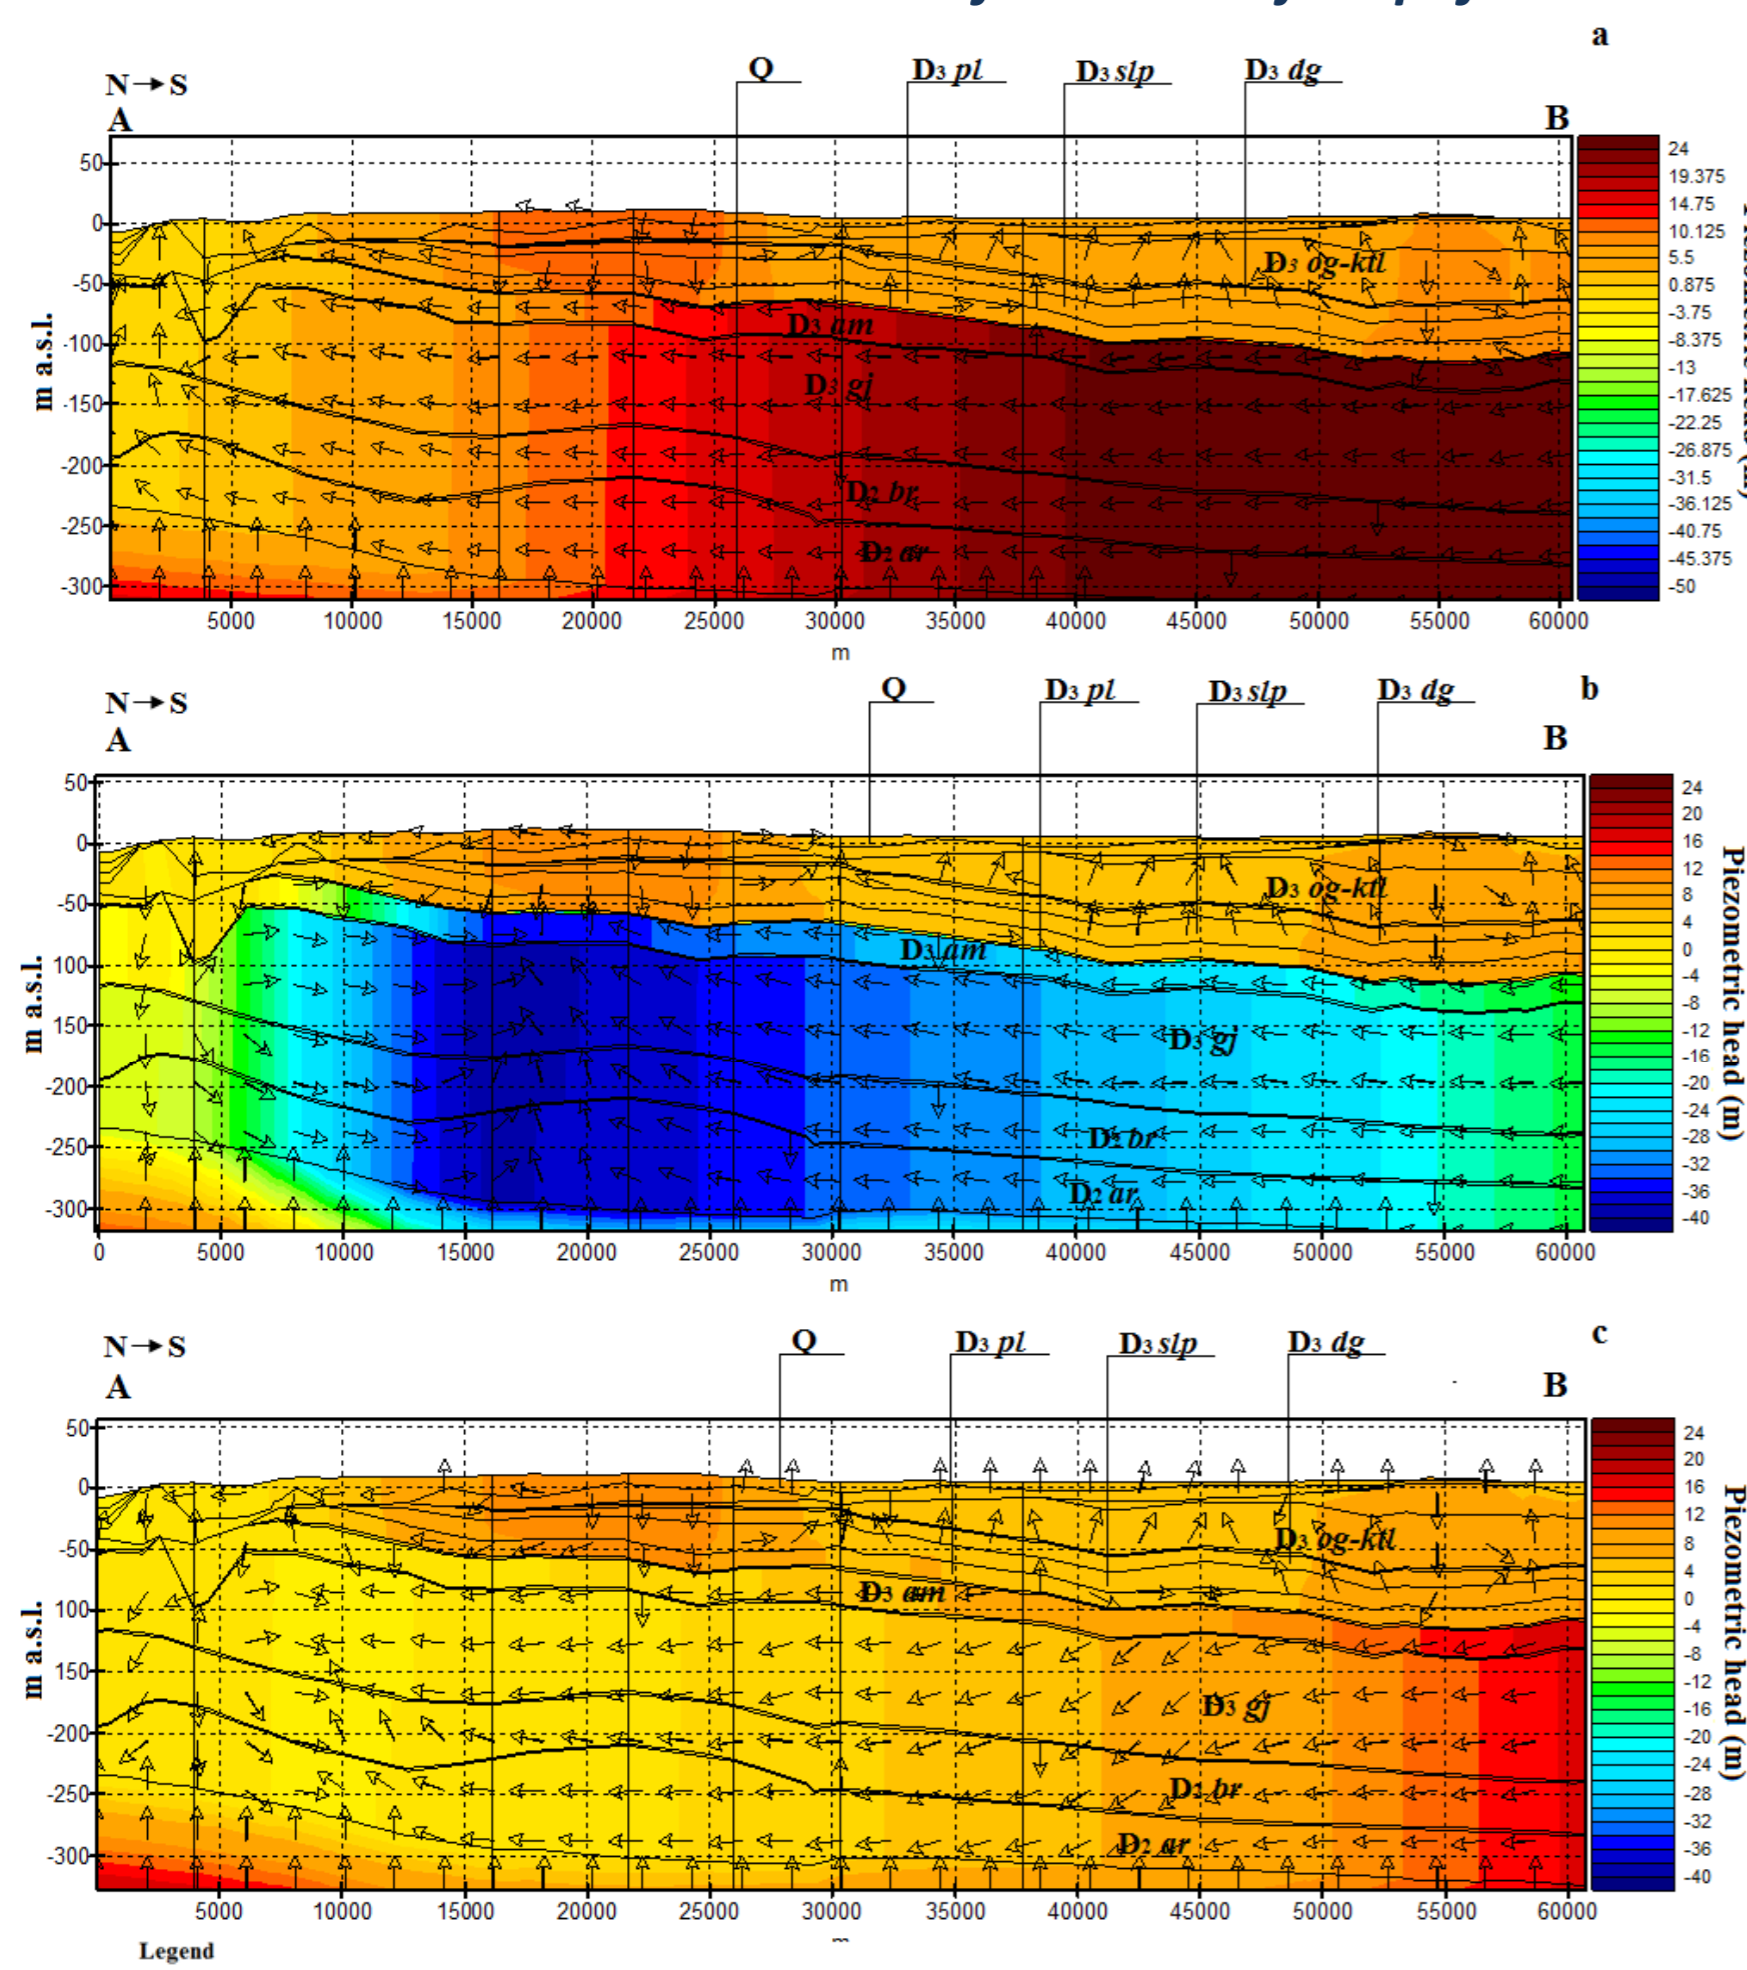 a
Q D3 pl D3 slp D3 dg
N→S
A B
50
0
-50
-100
-150
-200
-250
-300
m a.s.l.
D3 og-ktl
D3 am
D3 gj
D2 br
D2 ar
5000 10000 15000 20000 25000 30000 35000 40000 45000 50000 55000 60000
m
24
19.375
14.75
10.125
5.5
0.875
-3.75
-8.375
-13
-17.625
-22.25
-26.875
-31.5
-36.125
-40.75
-45.375
-50
Q D3 pl D3 slp D3 dg b
N→S
A B
50
0
-50
100
150
-200
-250
-300
m a.s.l.
D3 og-ktl
D3 am
D3 gj
br
D2 ar
0 5000 10000 15000 20000 25000 30000 35000 40000 45000 50000 55000 60000
m
24
20
16
12
8
4
0
-4
-8
-12
-16
-20
-24
-28
-32
-36
-40
Piezometric head (m)
c
Q D3 pl D3 slp D3 dg
N→S
A B
50
0
-50
100
150
-200
-250
-300
m a.s.l.
D3 og-ktl
D3 am
D3 gj
D2 br
D2 ar
5000 10000 15000 20000 25000 30000 35000 40000 45000 50000 55000 60000
24
20
16
12
8
4
0
-4
-8
-12
-16
-20
-24
-28
-32
-36
-40
Piezometric head (m)
Legend